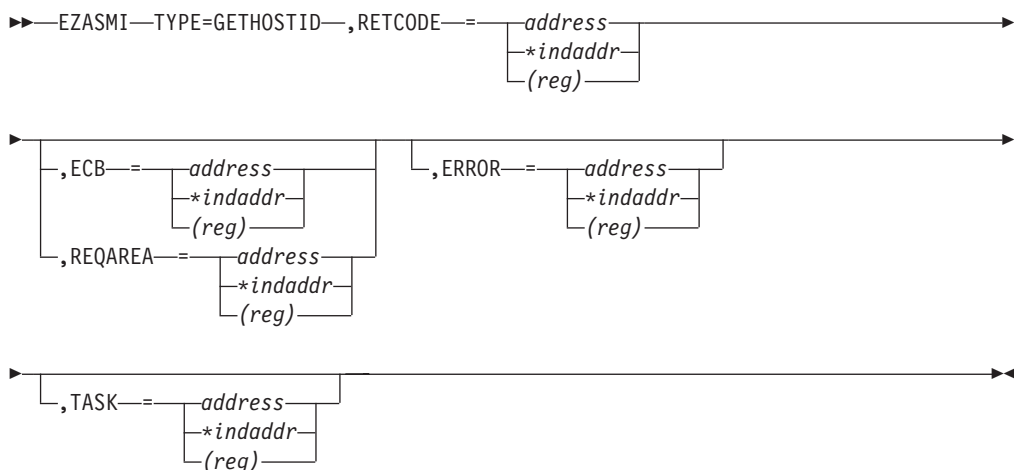 EZASMI TYPE=GETHOSTID ,RETCODE = address
*indaddr
(reg)
,ECB = address
*indaddr
(reg)
,REQAREA = address
*indaddr
(reg)
,ERROR = address
*indaddr
(reg)
,TASK = address
*indaddr
(reg)